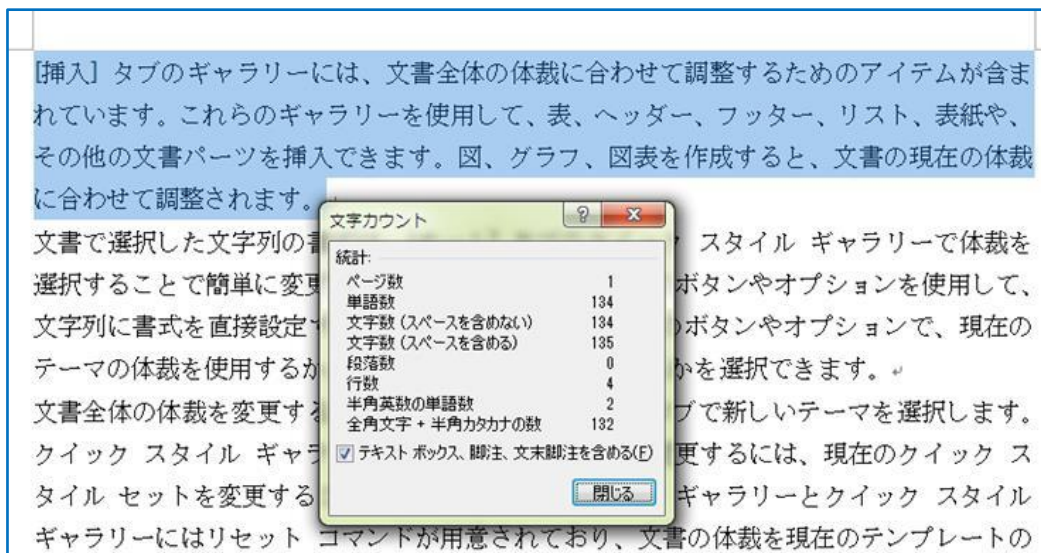 [挿入] タブのギャラリーには、文書全体の体裁に合わせて調整するためのアイテムが含ま
れています。これらのギャラリーを使用して、表、ヘッダー、フッター、リスト、表紙や、
その他の文書パーツを挿入できます。図、グラフ、図表を作成すると、文書の現在の体裁
に合わせて調整されます。
文書で選択した文字列の書 スタイル ギャラリーで体裁を
選択することで簡単に変更 ボタンやオプションを使用して、
文字列に書式を直接設定 のボタンやオプションで、現在の
テーマの体裁を使用するか かを選択できます。
文書全体の体裁を変更する ブで新しいテーマを選択します。
クイック スタイル ギャラ 更するには、現在のクイック ス
タイル セットを変更する ギャラリーとクイック スタイル
ギャラリーにはリセット コマンドが用意されており、文書の体裁を現在のテンプレートの
文字カウント
統計:
ページ数 1
単語数 134
文字数 (スペースを含めない) 134
文字数 (スペースを含める) 135
段落数 0
行数 4
半角英数の単語数 2
全角文字 + 半角カタカナの数 132
テキスト ボックス、脚注、文末脚注を含める(F)
閉じる